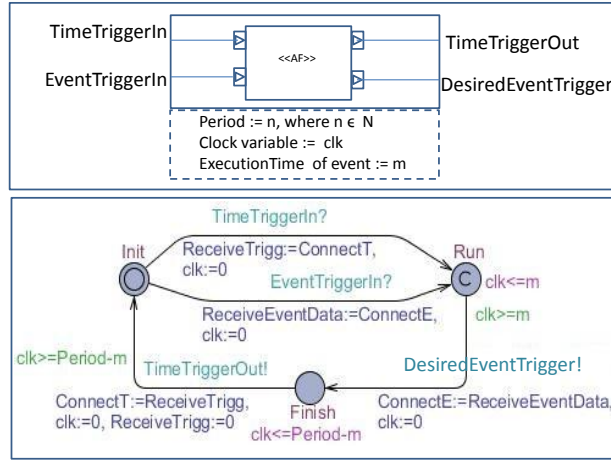 TimeTriggerIn
EventTriggerIn
<<AF>>
TimeTriggerOut
DesiredEventTrigger
Period := n, where n ϵ N
Clock variable := clk
ExecutionTime of event := m
TimeTriggerIn?
Init
ReceiveTrigg:=ConnectT,
clk:=0
Run
C
clk<=m
EventTriggerIn?
ReceiveEventData:=ConnectE,
clk:=0
clk>=m
clk>=Period-m
TimeTriggerOut!
DesiredEventTrigger!
ConnectT:=ReceiveTrigg,
clk:=0, ReceiveTrigg:=0
Finish
clk<=Period-m
ConnectE:=ReceiveEventData,
clk:=0